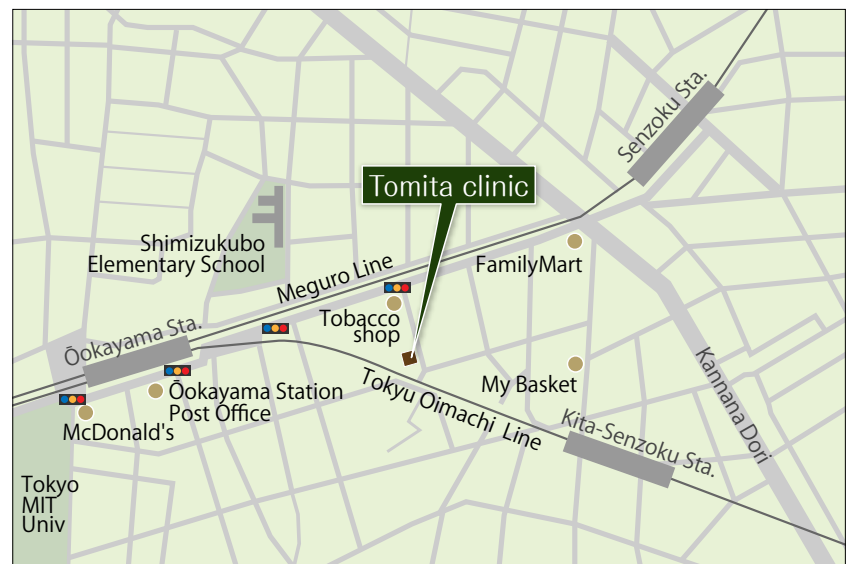 Senzoku Sta.
Tomita clinic
Shimizukubo
Elementary School
Meguro Line
FamilyMart
Tobacco
shop
Ōokayama Sta.
My Basket
Kannana Dori
Ōokayama Station
Post Office
Tokyu Oimachi Line
McDonald's
Kita-Senzoku Sta.
Tokyo
MIT
Univ